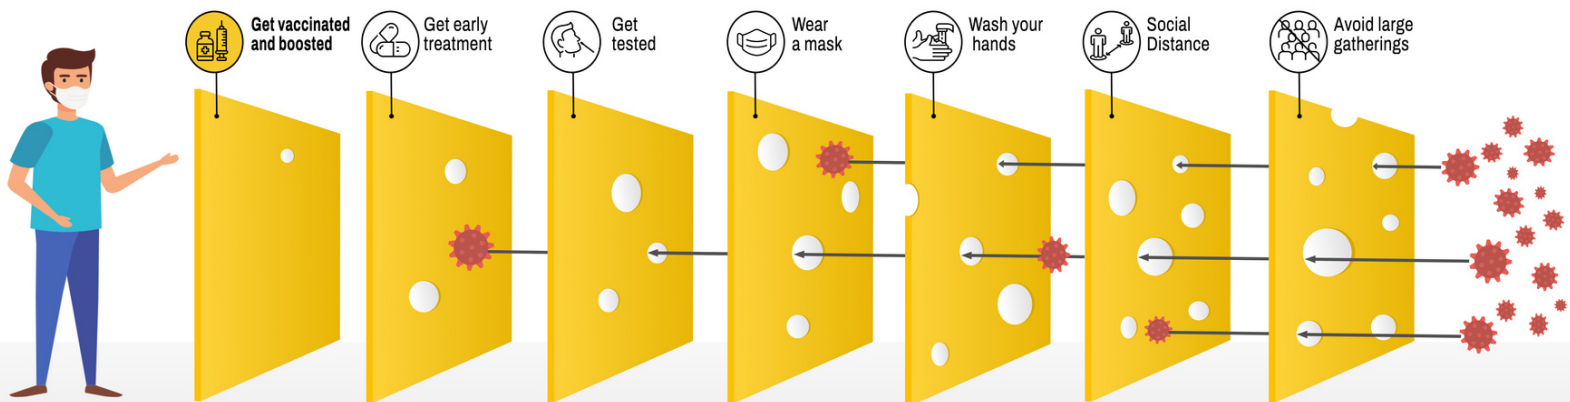 Get vaccinated
and boosted
Get early
treatment
Get
tested
Wear
a mask
Wash your
hands
Social
Distance
Avoid large
gatherings